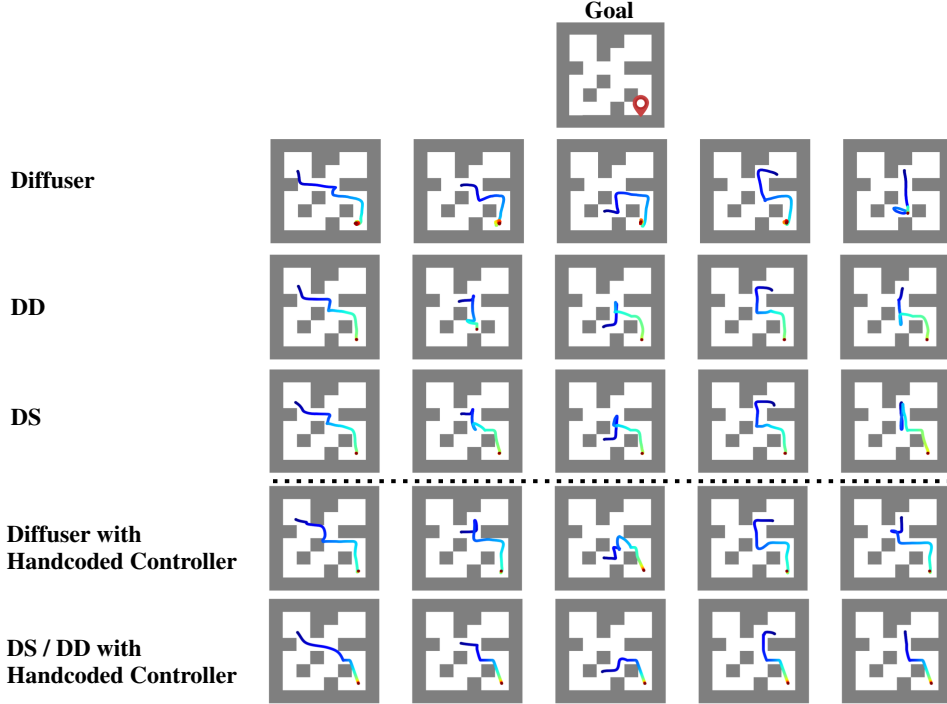 Goal
Diffuser
DD
DS
Diffuser with
Handcoded Controller
DS / DD with
Handcoded Controller